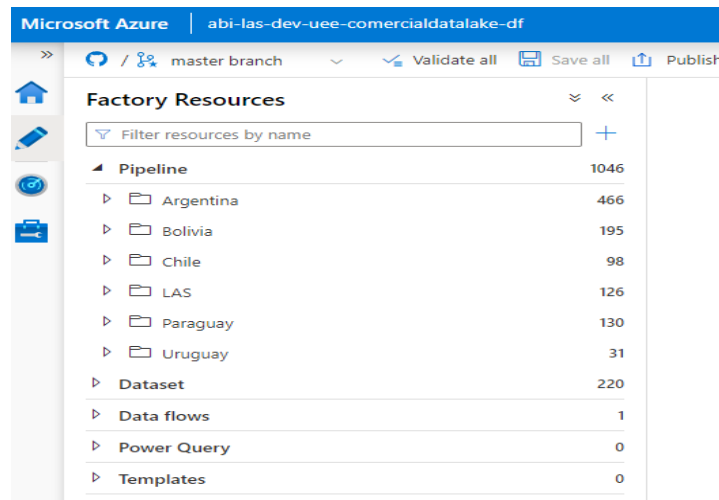 Microsoft Azure | abi-las-dev-uee-comercialdatalake-df
/ master branch Validate all Save all Publish
Factory Resources
Filter resources by name
Pipeline 1046
Argentina 466
Bolivia 195
Chile 98
LAS 126
Paraguay 130
Uruguay 31
Dataset 220
Data flows 1
Power Query 0
Templates 0